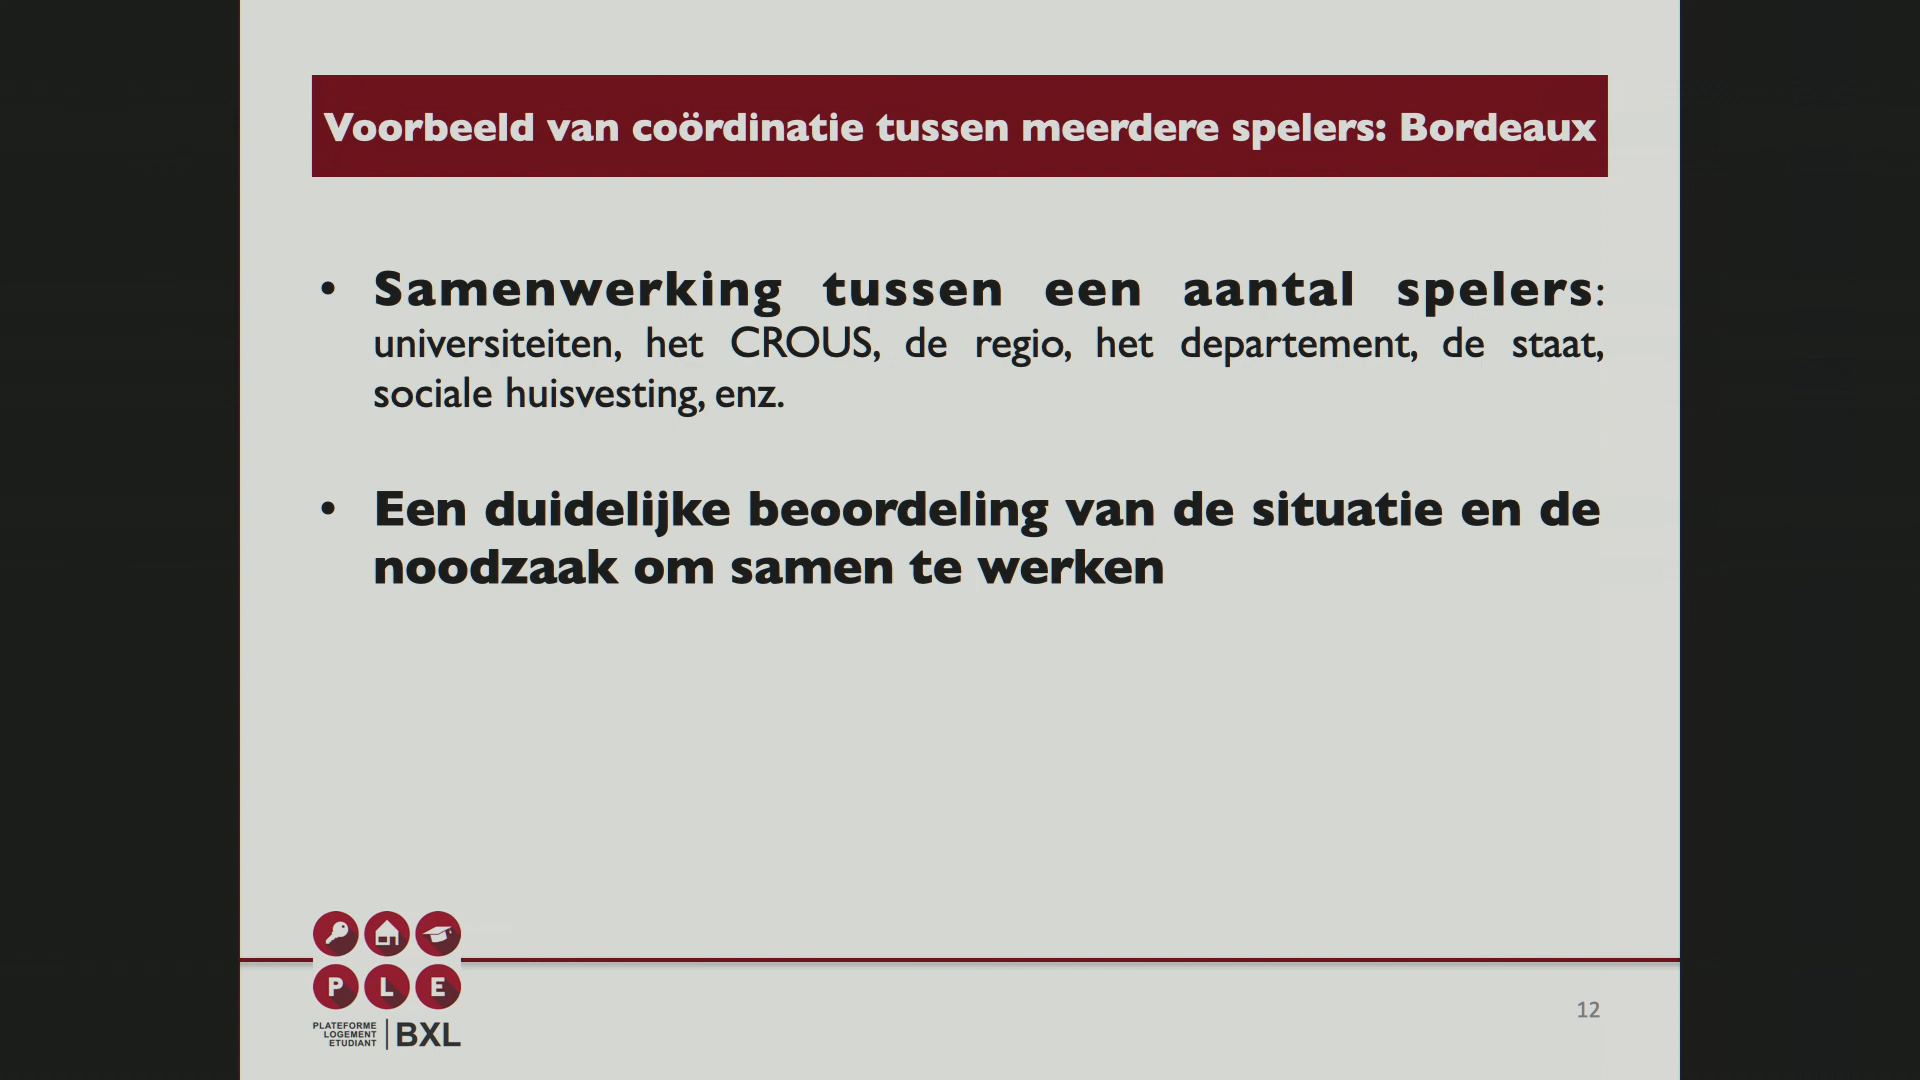 Voorbeeld van coördinatie tussen meerdere spelers: Bordeaux
• Samenwerking tussen een aantal spelers:
universiteiten, het CROUS, de regio, het departement, de staat,
sociale huisvesting, enz.
• Een duidelijke beoordeling van de situatie en de
noodzaak om samen te werken
P L E
PLATEFORME
LOGEMENT
ETUDIANT
BXL
12